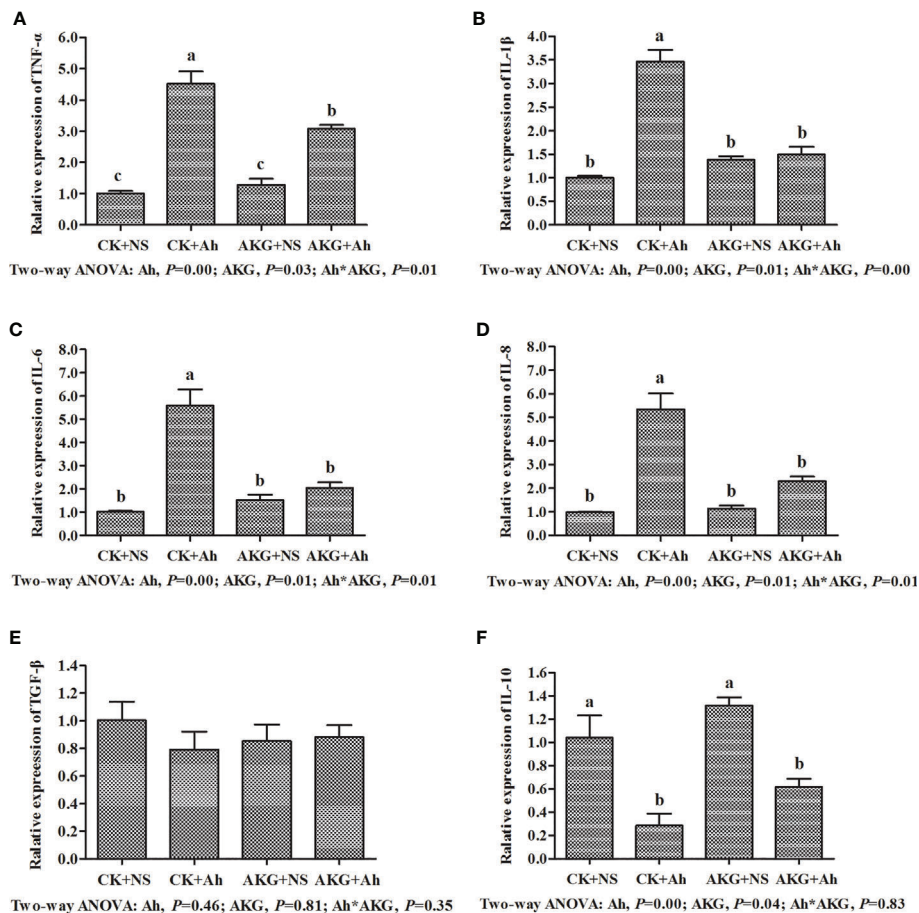 A
Ralative expreession of TNF-α
6.0
5.0
4.0
3.0
2.0
1.0
0.0
c
a
c
b
CK+NS CK+Ah AKG+NS AKG+Ah
Two-way ANOVA: Ah, P=0.00; AKG, P=0.03; Ah*AKG, P=0.01
B
Ralative expreession of IL-1β
4.0
3.5
3.0
2.5
2.0
1.5
1.0
0.5
0.0
b
a
b
b
CK+NS CK+Ah AKG+NS AKG+Ah
Two-way ANOVA: Ah, P=0.00; AKG, P=0.01; Ah*AKG, P=0.00
C
Ralative expreession of IL-6
8.0
7.0
6.0
5.0
4.0
3.0
2.0
1.0
0.0
b
a
b
b
CK+NS CK+Ah AKG+NS AKG+Ah
Two-way ANOVA: Ah, P=0.00; AKG, P=0.01; Ah*AKG, P=0.01
D
Ralative expreession of IL-8
8.0
7.0
6.0
5.0
4.0
3.0
2.0
1.0
0.0
b
a
b
b
CK+NS CK+Ah AKG+NS AKG+Ah
Two-way ANOVA: Ah, P=0.00; AKG, P=0.01; Ah*AKG, P=0.01
E
Ralative expreession of TGF-β
1.4
1.2
1.0
0.8
0.6
0.4
0.2
0.0
CK+NS CK+Ah AKG+NS AKG+Ah
Two-way ANOVA: Ah, P=0.46; AKG, P=0.81; Ah*AKG, P=0.35
F
Ralative expreession of IL-10
1.6
1.4
1.2
1.0
0.8
0.6
0.4
0.2
0.0
a
b
a
b
CK+NS CK+Ah AKG+NS AKG+Ah
Two-way ANOVA: Ah, P=0.00; AKG, P=0.04; Ah*AKG, P=0.83